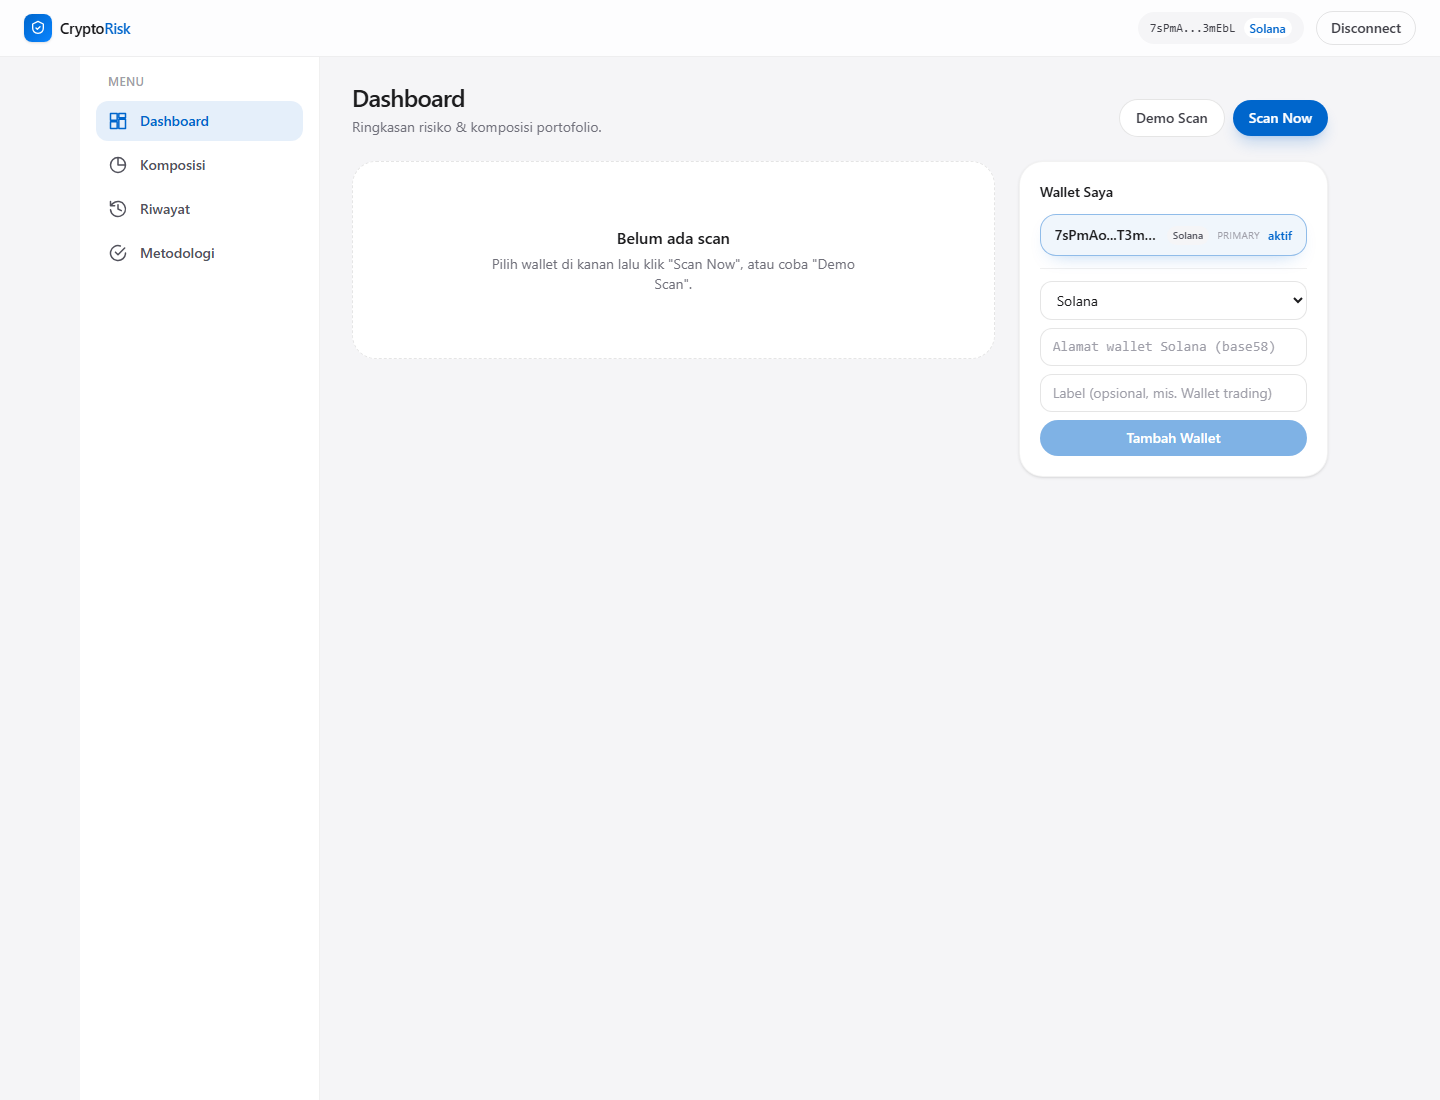 CryptoRisk
7sPmA...3mEbL Solana
Disconnect
MENU
Dashboard
Komposisi
Riwayat
Metodologi
Dashboard
Ringkasan risiko & komposisi portofolio.
Demo Scan
Scan Now
Belum ada scan
Pilih wallet di kanan lalu klik "Scan Now", atau coba "Demo
Scan".
Wallet Saya
7sPmAo...T3m... Solana PRIMARY aktif
Solana
Alamat wallet Solana (base58)
Label (opsional, mis. Wallet trading)
Tambah Wallet